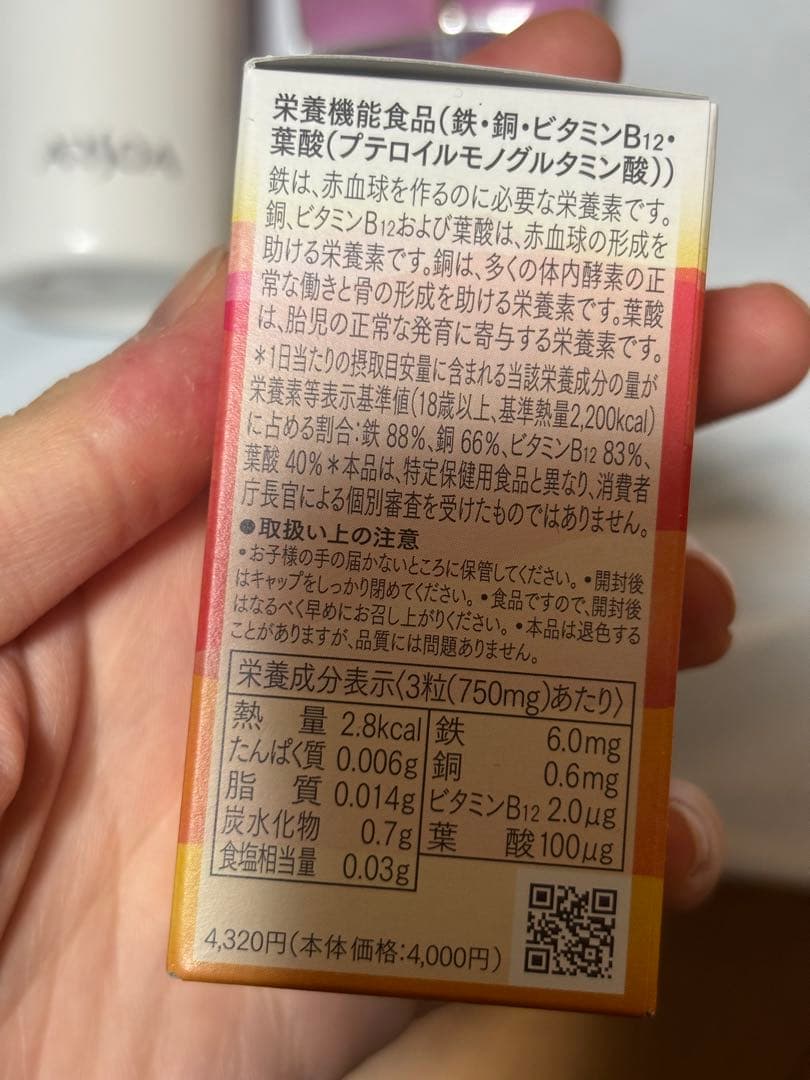 栄養機能食品(鉄・銅・ビタミンB12・
葉酸(プテロイルモノグルタミン酸))
鉄は、赤血球を作るのに必要な栄養素です。
銅、ビタミンB12および葉酸は、赤血球の形成を
助ける栄養素です。銅は、多くの体内酵素の正
常な働きと骨の形成を助ける栄養素です。葉酸
は、胎児の正常な発育に寄与する栄養素です。
*1日当たりの摂取目安量に含まれる当該栄養成分の量が
栄養素等表示基準値(18歳以上、基準熱量2,200kcal)
に占める割合:鉄 88%、銅 66%、ビタミンB12 83%、
葉酸 40%*本品は、特定保健用食品と異なり、消費者
庁長官による個別審査を受けたものではありません。
●取扱い上の注意
•お子様の手の届かないところに保管してください。•開封後
はキャップをしっかり閉めてください。•食品ですので、開封後
はなるべく早めにお召し上がりください。•本品は退色する
ことがありますが、品質には問題ありません。
栄養成分表示〈3粒(750mg)あたり〉
熱量 2.8kcal
たんぱく質 0.006g
脂質 0.014g
炭水化物 0.7g
食塩相当量 0.03g
鉄 6.0mg
銅 0.6mg
ビタミンB12 2.0μg
葉酸 100μg
4,320円(本体価格:4,000円)